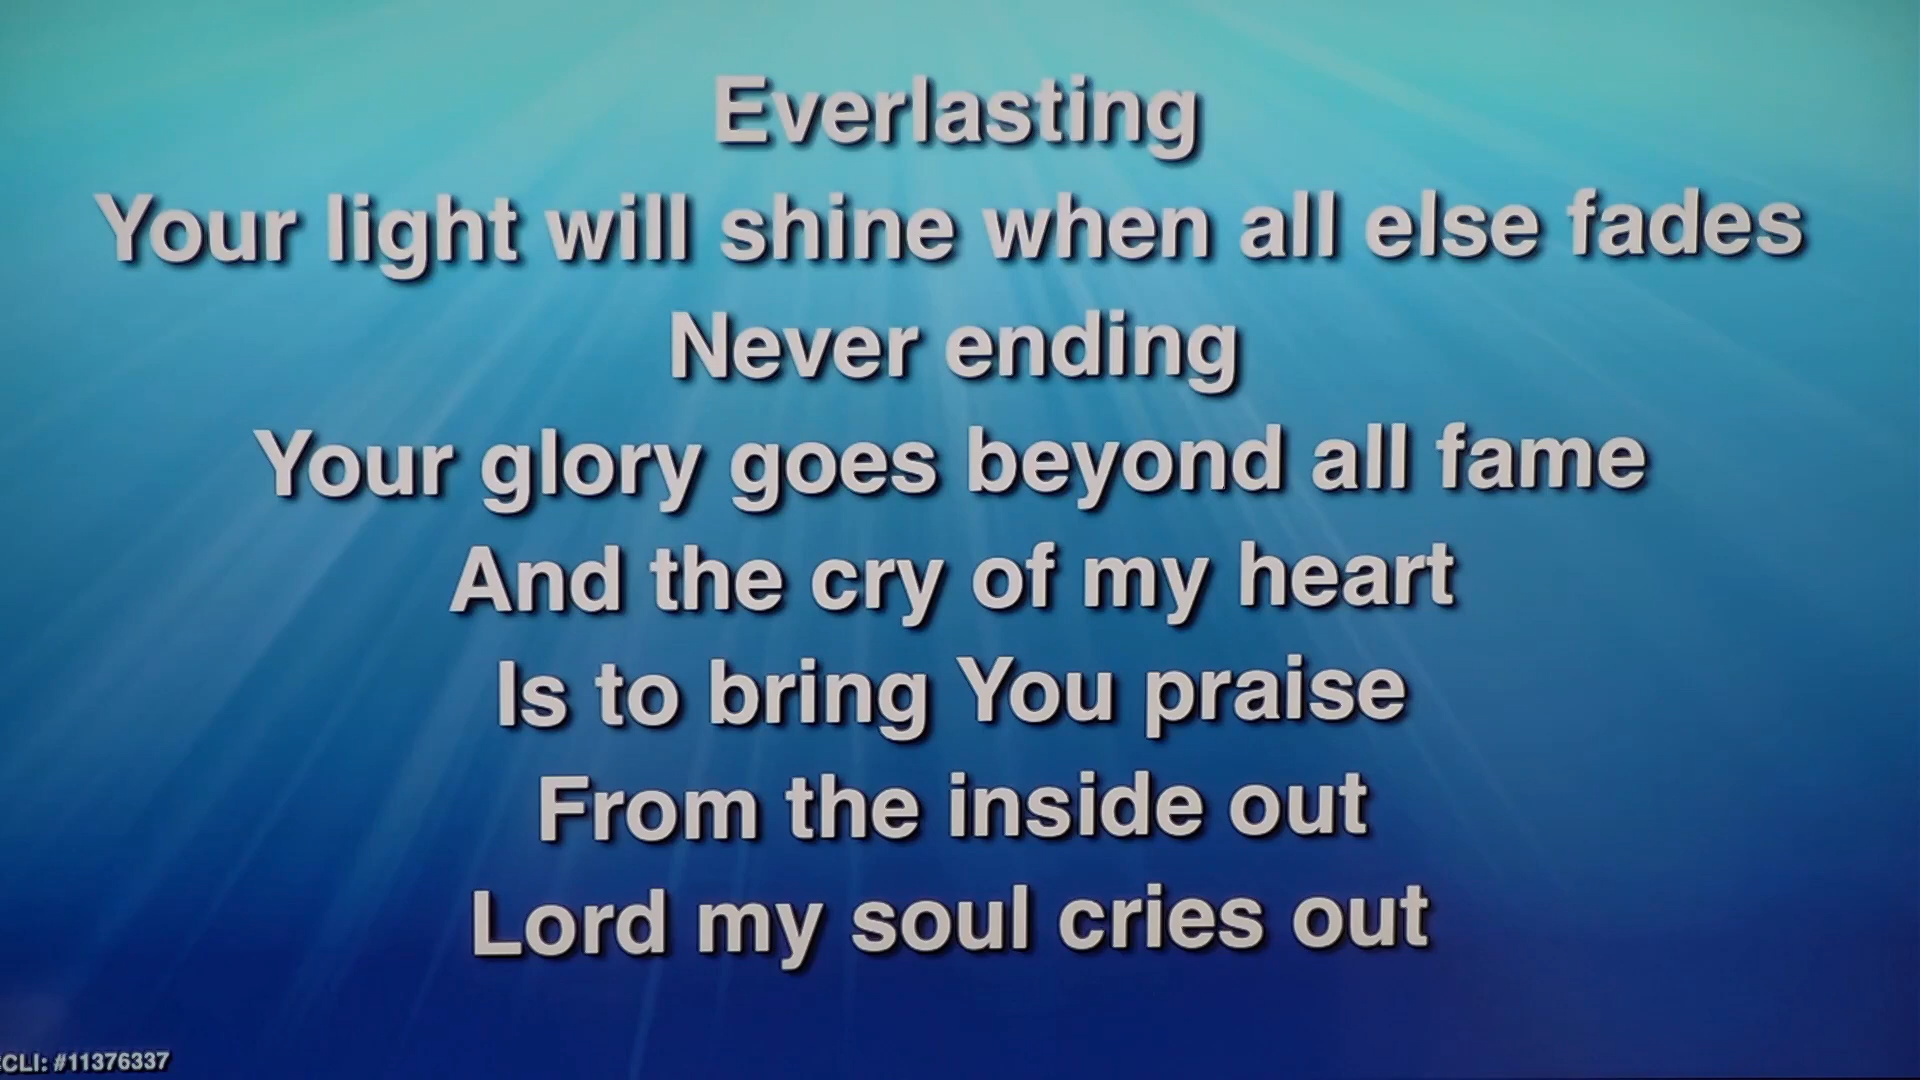 Everlasting
Your light will shine when all else fades
Never ending
Your glory goes beyond all fame
And the cry of my heart
Is to bring You praise
From the inside out
Lord my soul cries out
CLI: #11376337